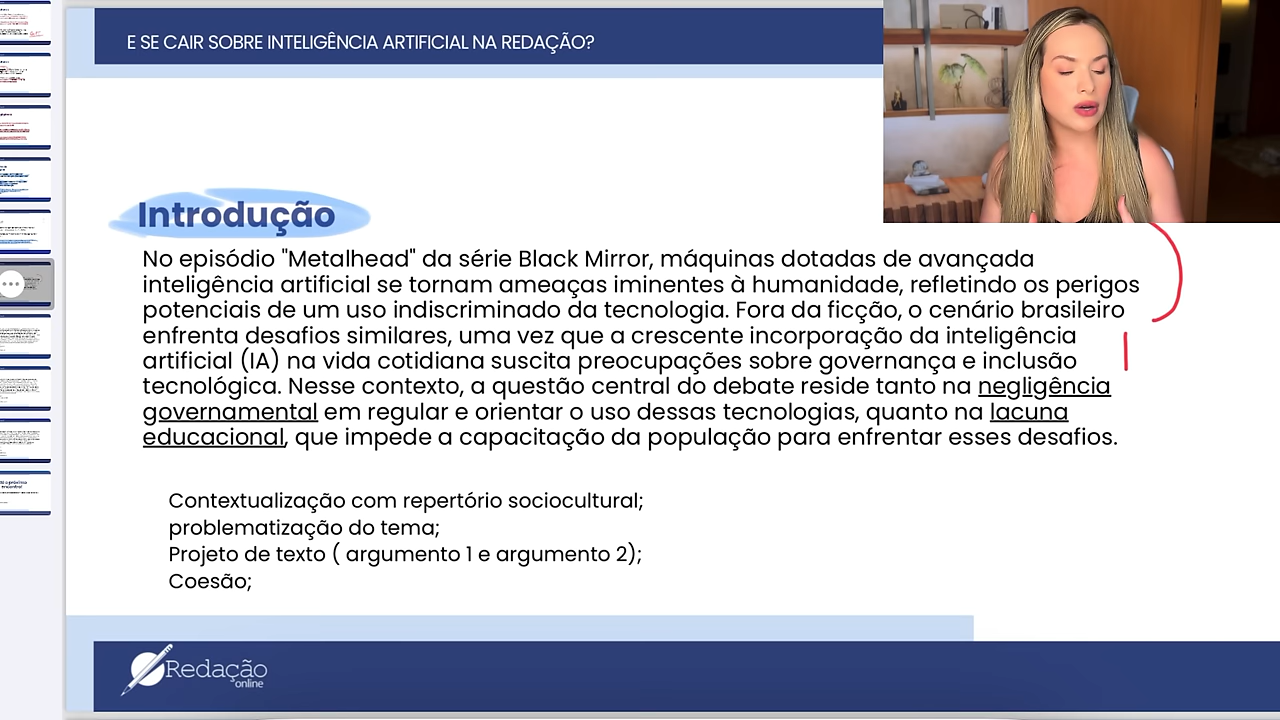 E SE CAIR SOBRE INTELIGÊNCIA ARTIFICIAL NA REDAÇÃO?
Introdução
No episódio "Metalhead" da série Black Mirror, máquinas dotadas de avançada
inteligência artificial se tornam ameaças iminentes à humanidade, refletindo os perigos
potenciais de um uso indiscriminado da tecnologia. Fora da ficção, o cenário brasileiro
enfrenta desafios similares, uma vez que a crescente incorporação da inteligência
artificial (IA) na vida cotidiana suscita preocupações sobre governança e inclusão
tecnológica. Nesse contexto, a questão central do debate reside tanto na negligência
governamental em regular e orientar o uso dessas tecnologias, quanto na lacuna
educacional, que impede a capacitação da população para enfrentar esses desafios.
Contextualização com repertório sociocultural;
problematização do tema;
Projeto de texto ( argumento 1 e argumento 2);
Coesão;
Redação
online